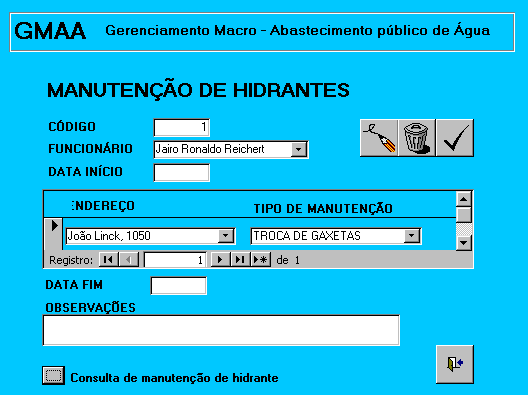 GMAA Gerenciamento Macro - Abastecimento público de Água
MANUTENÇÃO DE HIDRANTES
CÓDIGO 1
FUNCIONÁRIO Jairo Ronaldo Reichert
DATA INÍCIO
ENDEREÇO TIPO DE MANUTENÇÃO
João Linck, 1050 TROCA DE GAXETAS
Registro: 1 de 1
DATA FIM
OBSERVAÇÕES
Consulta de manutenção de hidrante